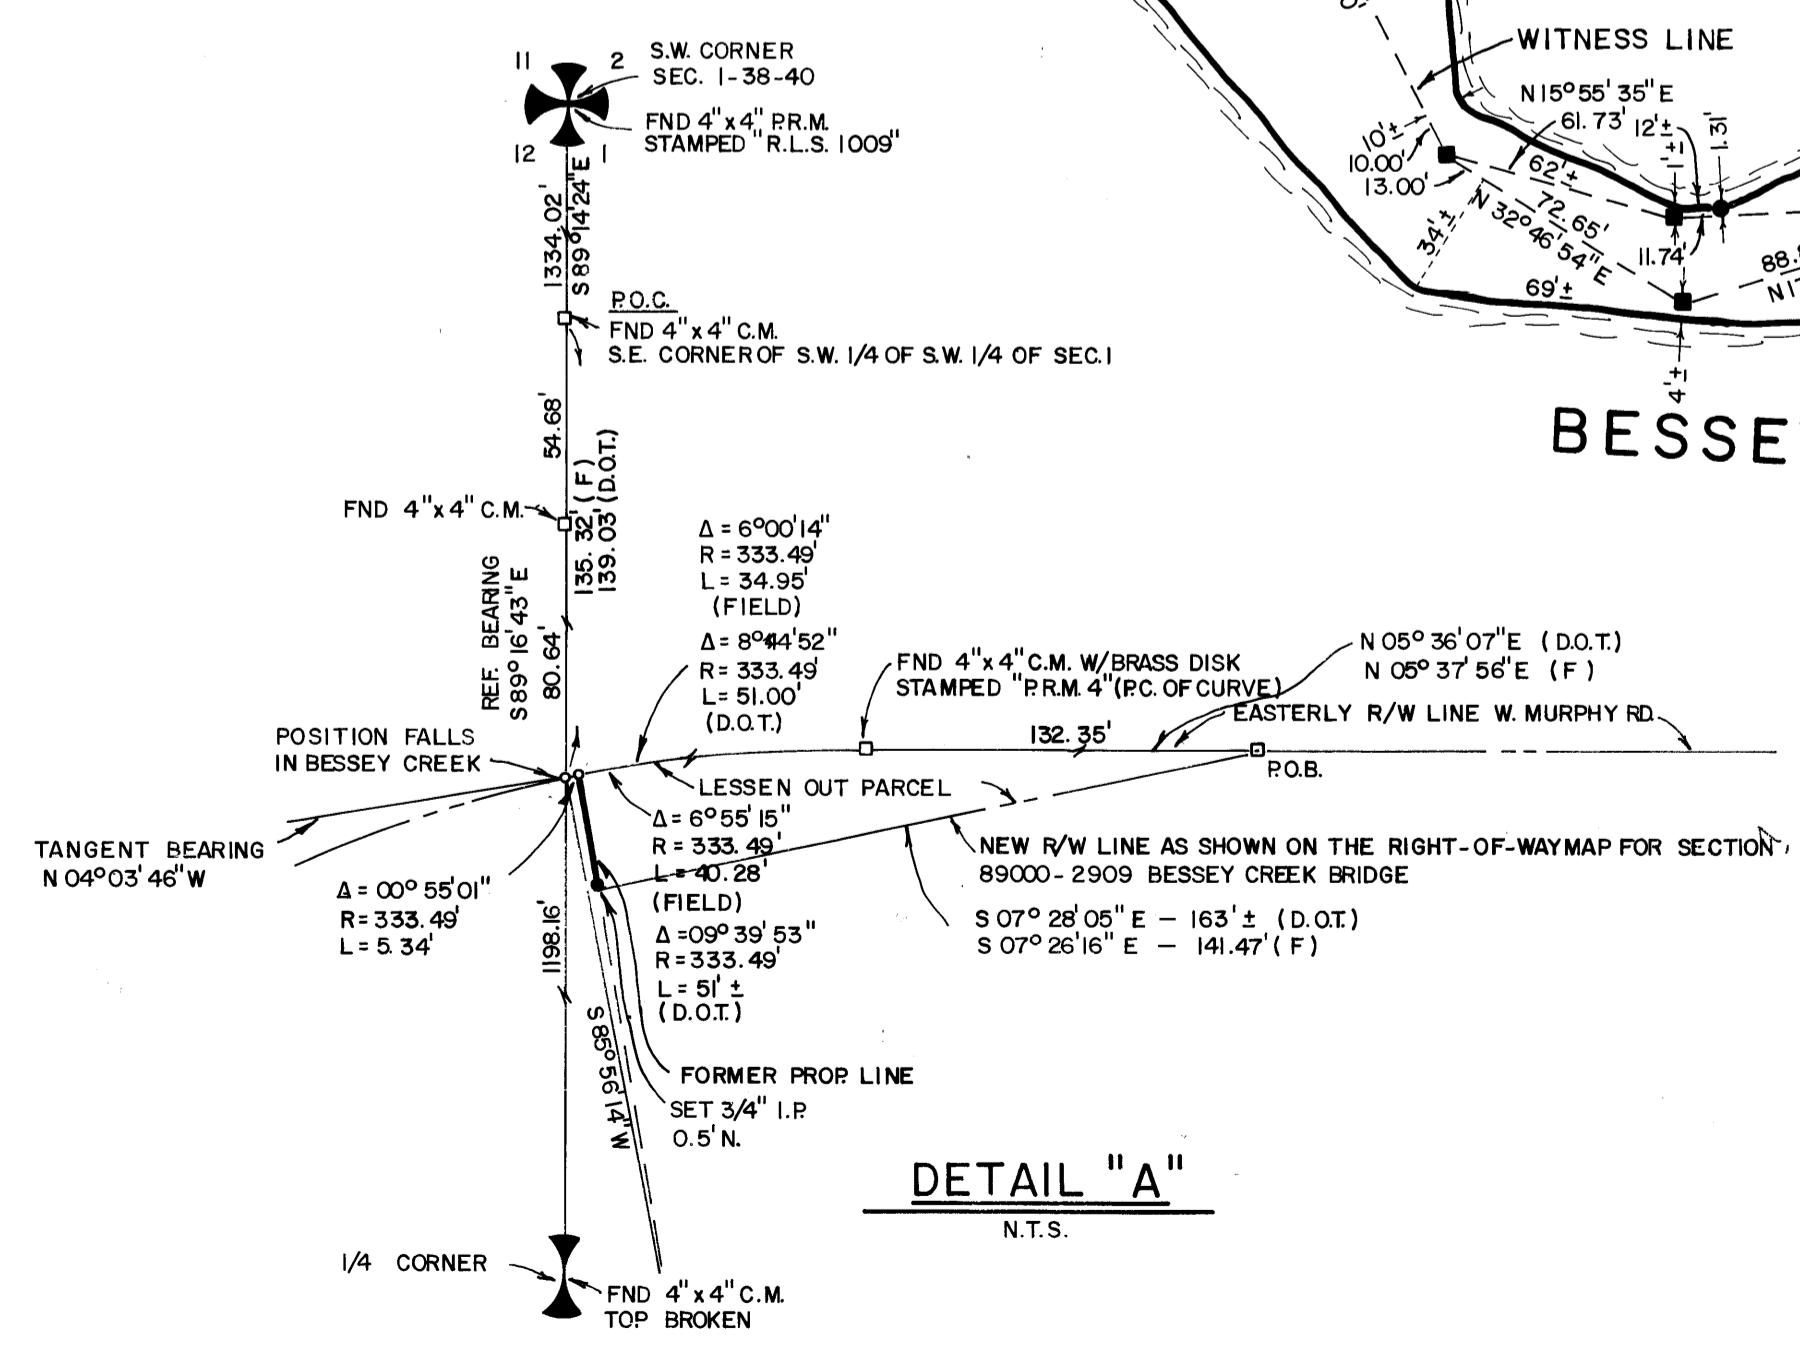 11
2
S.W. CORNER
SEC. 1-38-40
FND 4"x4" P.R.M.
STAMPED "R.L.S. 1009"
12
1
1334.02'
S 89°14'24"E
P.O.C.
FND 4"x4" C.M.
S.E. CORNER OF S.W. 1/4 OF S.W. 1/4 OF SEC. 1
54.68'
FND 4"x4" C.M.
135.32' (F)
139.03' (D.O.T.)
REF. BEARING
S 89°16'43"E
80.64'
Δ = 6°00'14"
R = 333.49'
L = 34.95'
(FIELD)
Δ = 8°44'52"
R = 333.49'
L = 51.00'
(D.O.T.)
FND 4"x4" C.M. W/BRASS DISK
STAMPED "P.R.M. 4" (P.C. OF CURVE)
N 05°36'07"E (D.O.T.)
N 05°37'56"E (F)
EASTERLY R/W LINE W. MURPHY RD.
132.35'
P.O.B.
POSITION FALLS
IN BESSEY CREEK
LESSEN OUT PARCEL
TANGENT BEARING
N 04°03'46"W
Δ = 00°55'01"
R = 333.49'
L = 5.34'
Δ = 6°55'15"
R = 333.49'
L = 40.28'
(FIELD)
Δ = 09°39'53"
R = 333.49'
L = 51' ±
(D.O.T.)
NEW R/W LINE AS SHOWN ON THE RIGHT-OF-WAY MAP FOR SECTION
89000-2909 BESSEY CREEK BRIDGE
S 07°28'05"E — 163' ± (D.O.T.)
S 07°26'16"E — 141.47' (F)
1198.16'
S 85°56'14"W
FORMER PROP. LINE
SET 3/4" I.P.
0.5' N.
DETAIL "A"
N.T.S.
1/4 CORNER
FND 4"x4" C.M.
TOP BROKEN
WITNESS LINE
N 15°55'35"E
61.73'
12'±
1'±
1.31'
10'±
10.00'
13.00'
62'±
72.65'
N 32°46'54"E
34'±
11.74'
88.
N 17
69'±
4'±
BESSE